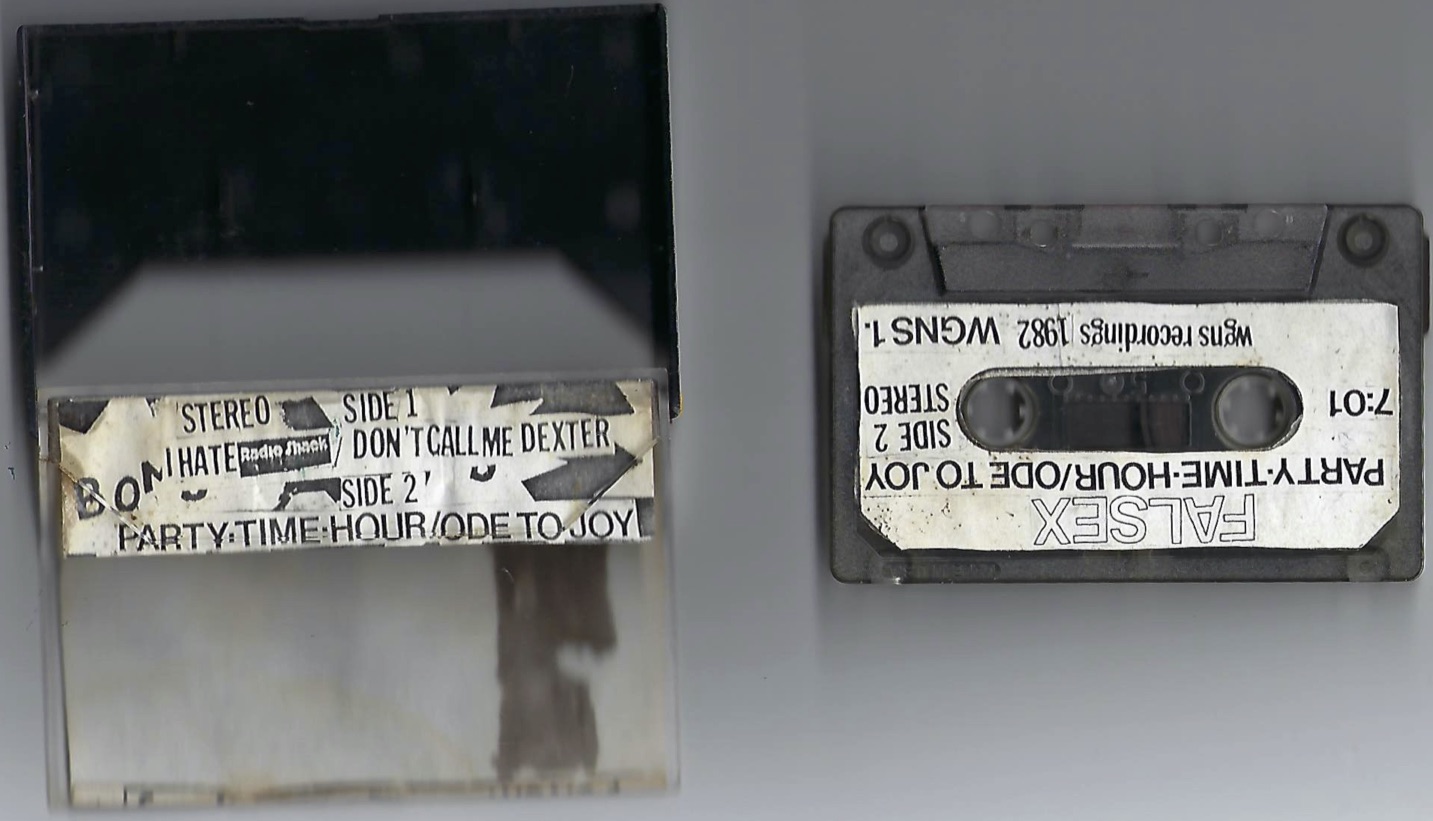 STEREO SIDE 1
I HATE Radio Shack / DON'T CALL ME DEXTER
SIDE 2
PARTY·TIME·HOUR/ODE TO JOY
FALSEX
PARTY·TIME·HOUR/ODE TO JOY
SIDE 2
STEREO
7:01
wgns recordings 1982 WGNS 1.